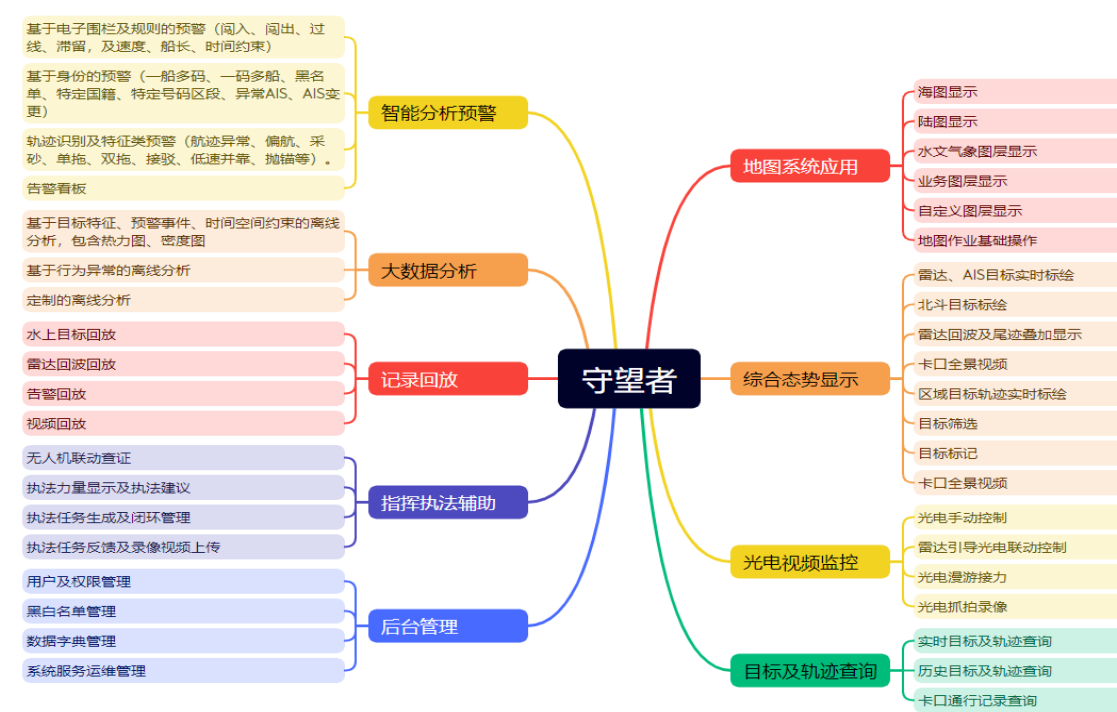 守望者
智能分析预警
基于电子围栏及规则的预警（闯入、闯出、过
线、滞留，及速度、船长、时间约束）
基于身份的预警（一船多码、一码多船、黑名
单、特定国籍、特定号码区段、异常AIS、AIS变
更）
轨迹识别及特征类预警（航迹异常、偏航、采
砂、单拖、双拖、接驳、低速并靠、抛锚等）。
告警看板
大数据分析
基于目标特征、预警事件、时间空间约束的离线
分析，包含热力图、密度图
基于行为异常的离线分析
定制的离线分析
记录回放
水上目标回放
雷达回波回放
告警回放
视频回放
指挥执法辅助
无人机联动查证
执法力量显示及执法建议
执法任务生成及闭环管理
执法任务反馈及录像视频上传
后台管理
用户及权限管理
黑白名单管理
数据字典管理
系统服务运维管理
地图系统应用
海图显示
陆图显示
水文气象图层显示
业务图层显示
自定义图层显示
地图作业基础操作
综合态势显示
雷达、AIS目标实时标绘
北斗目标标绘
雷达回波及尾迹叠加显示
卡口全景视频
区域目标轨迹实时标绘
目标筛选
目标标记
卡口全景视频
光电视频监控
光电手动控制
雷达引导光电联动控制
光电漫游接力
光电抓拍录像
目标及轨迹查询
实时目标及轨迹查询
历史目标及轨迹查询
卡口通行记录查询